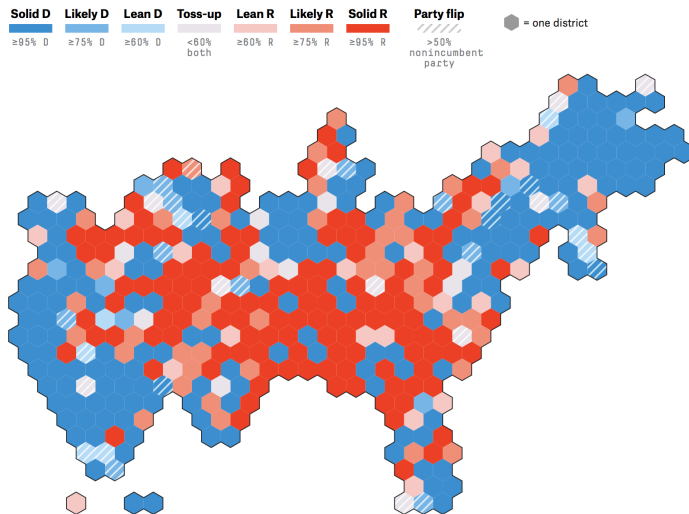 Solid D Likely D Lean D Toss-up Lean R Likely R Solid R Party flip
≥95% D ≥75% D ≥60% D <60% ≥60% R ≥75% R ≥95% R >50%
both nonincumbent
party
= one district